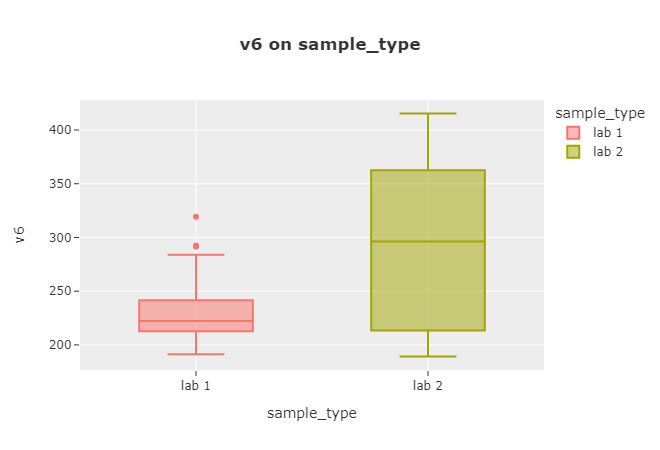 v6 on sample_type
sample_type
lab 1
lab 2
400
350
300
250
200
v6
lab 1
lab 2
sample_type